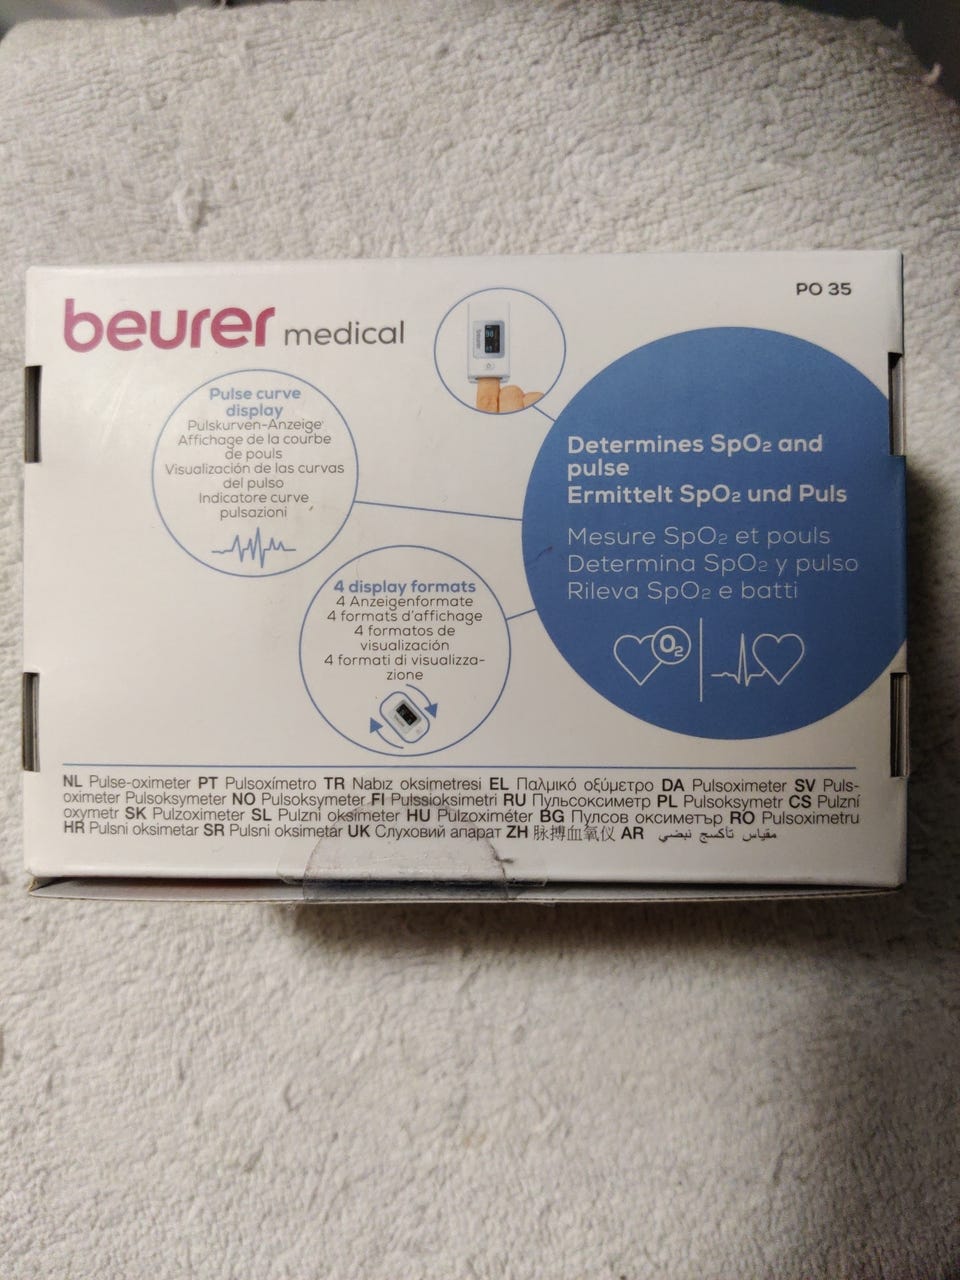 beurer medical
PO 35
Pulse curve
display
Pulskurven-Anzeige
Affichage de la courbe
de pouls
Visualización de las curvas
del pulso
Indicatore curve
pulsazioni
Determines SpO₂ and
pulse
Ermittelt SpO₂ und Puls
Mesure SpO₂ et pouls
Determina SpO₂ y pulso
Rileva SpO₂ e batti
O₂
4 display formats
4 Anzeigenformate
4 formats d'affichage
4 formatos de
visualización
4 formati di visualizza-
zione
NL Pulse-oximeter PT Pulsoxímetro TR Nabız oksimetresi EL Παλμικό οξύμετρο DA Pulsoximeter SV Puls-
oximeter Pulsoksymeter NO Pulsoksymeter FI Pulssioksimetri RU Пульсоксиметр PL Pulsoksymetr CS Pulzní
oxymetr SK Pulzoximeter SL Pulzni oksimeter HU Pulzoximéter BG Пулсов оксиметър RO Pulsoximetru
HR Pulsni oksimetar SR Pulsni oksimetar UK Слуховий апарат ZH 脉搏血氧仪 AR مقياس تأكسج نبضي